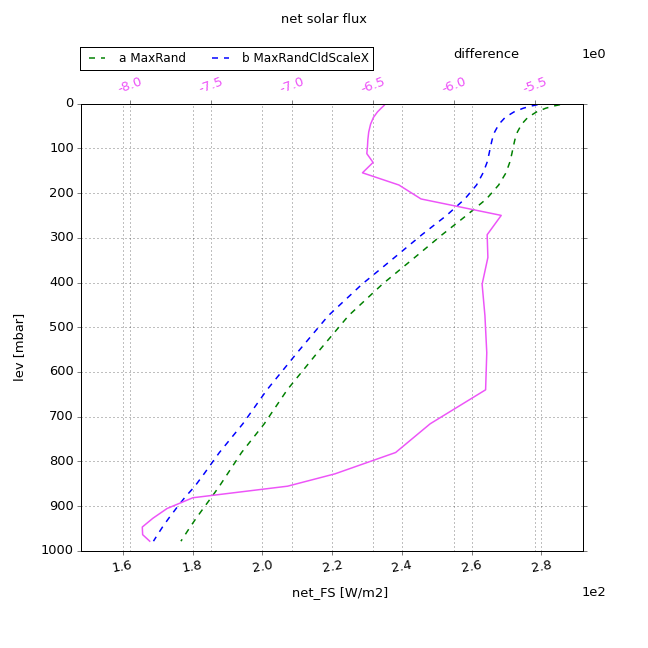 net solar flux
a MaxRand b MaxRandCldScaleX
difference 1e0
-8.0 -7.5 -7.0 -6.5 -6.0 -5.5
0
100
200
300
400
500
600
700
800
900
1000
lev [mbar]
1.6 1.8 2.0 2.2 2.4 2.6 2.8
net_FS [W/m2] 1e2